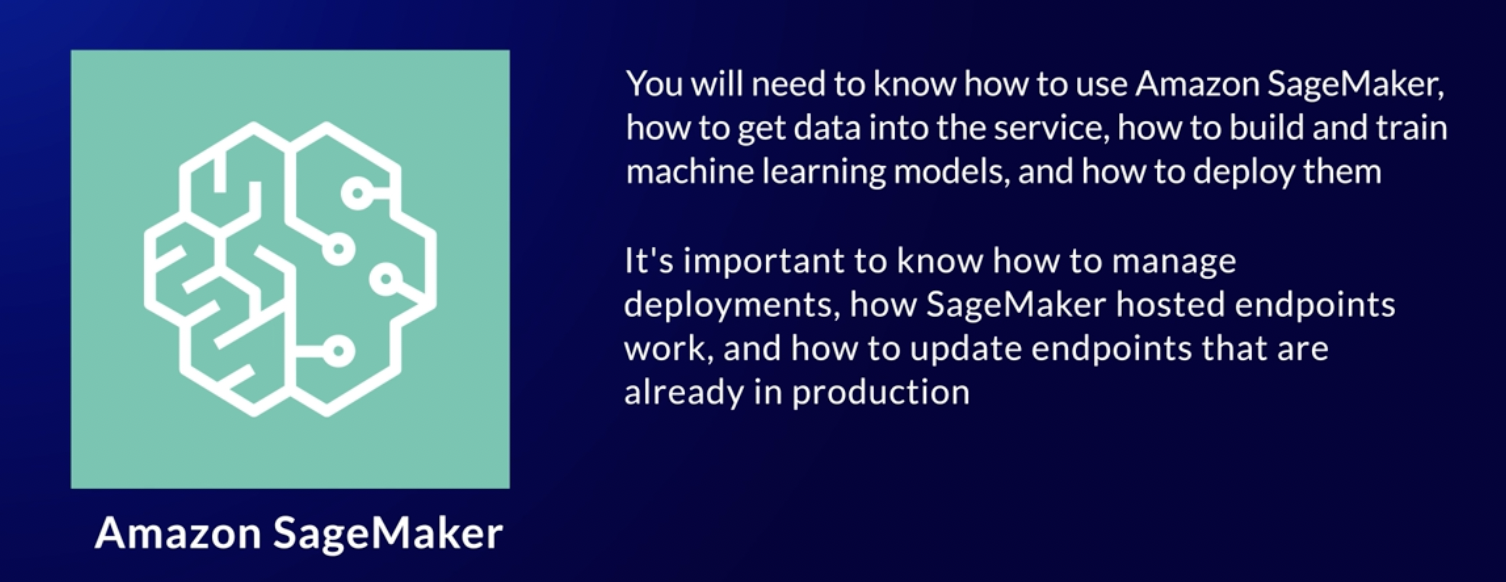 You will need to know how to use Amazon SageMaker,
how to get data into the service, how to build and train
machine learning models, and how to deploy them
It's important to know how to manage
deployments, how SageMaker hosted endpoints
work, and how to update endpoints that are
already in production
Amazon SageMaker